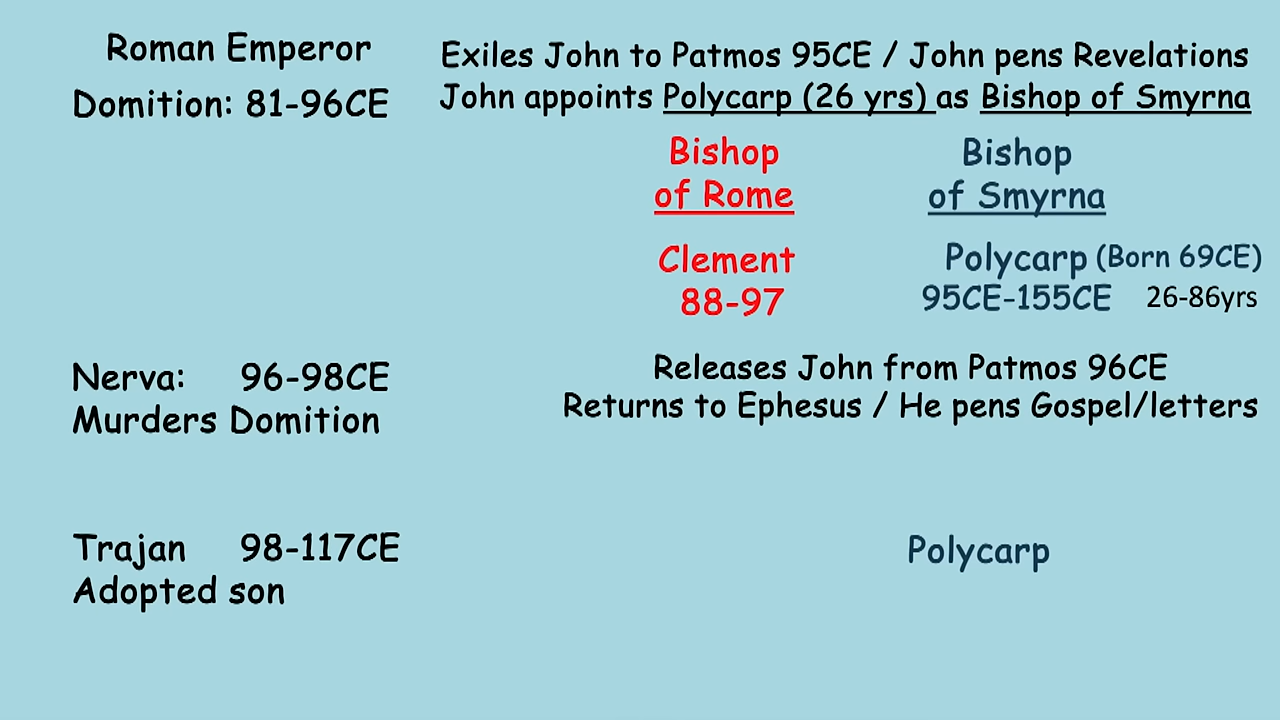 Roman Emperor
Domition: 81-96CE
Exiles John to Patmos 95CE / John pens Revelations
John appoints Polycarp (26 yrs) as Bishop of Smyrna
Bishop
of Rome
Bishop
of Smyrna
Clement
88-97
Polycarp (Born 69CE)
95CE-155CE 26-86yrs
Nerva: 96-98CE
Murders Domition
Releases John from Patmos 96CE
Returns to Ephesus / He pens Gospel/letters
Trajan 98-117CE
Adopted son
Polycarp